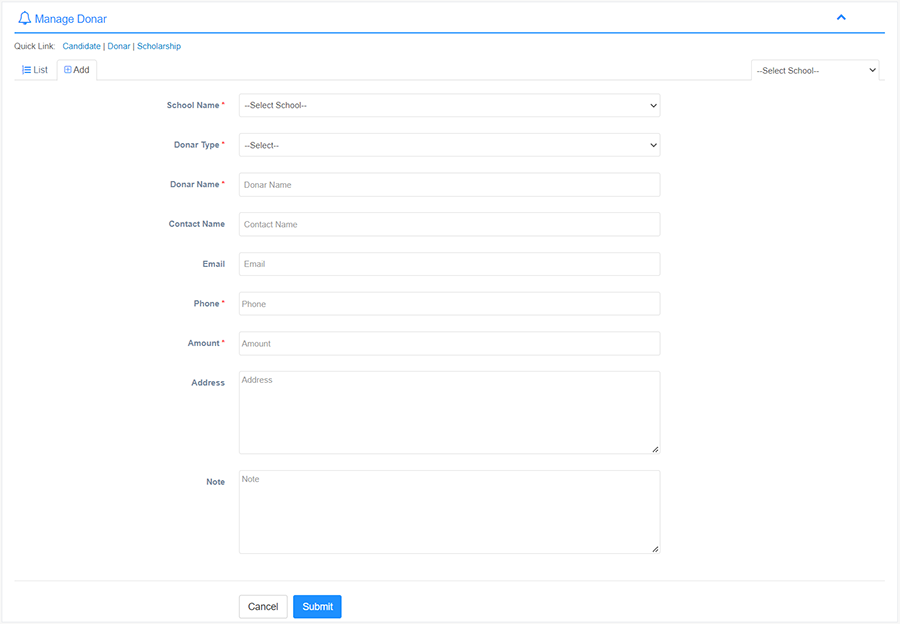 Manage Donar
Quick Link: Candidate | Donar | Scholarship
List Add --Select School--
School Name * --Select School--
Donar Type * --Select--
Donar Name * Donar Name
Contact Name Contact Name
Email Email
Phone * Phone
Amount * Amount
Address Address
Note Note
Cancel Submit